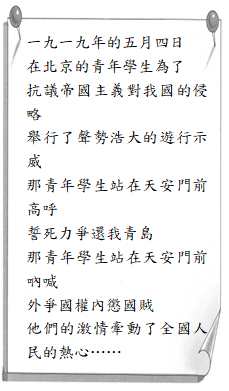 一九一九年的五月四日
在北京的青年學生為了
抗議帝國主義對我國的侵
略
舉行了聲勢浩大的遊行示
威
那青年學生站在天安門前
高呼
誓死力爭還我青島
那青年學生站在天安門前
吶喊
外爭國權內懲國賊
他們的激情牽動了全國人
民的熱心……